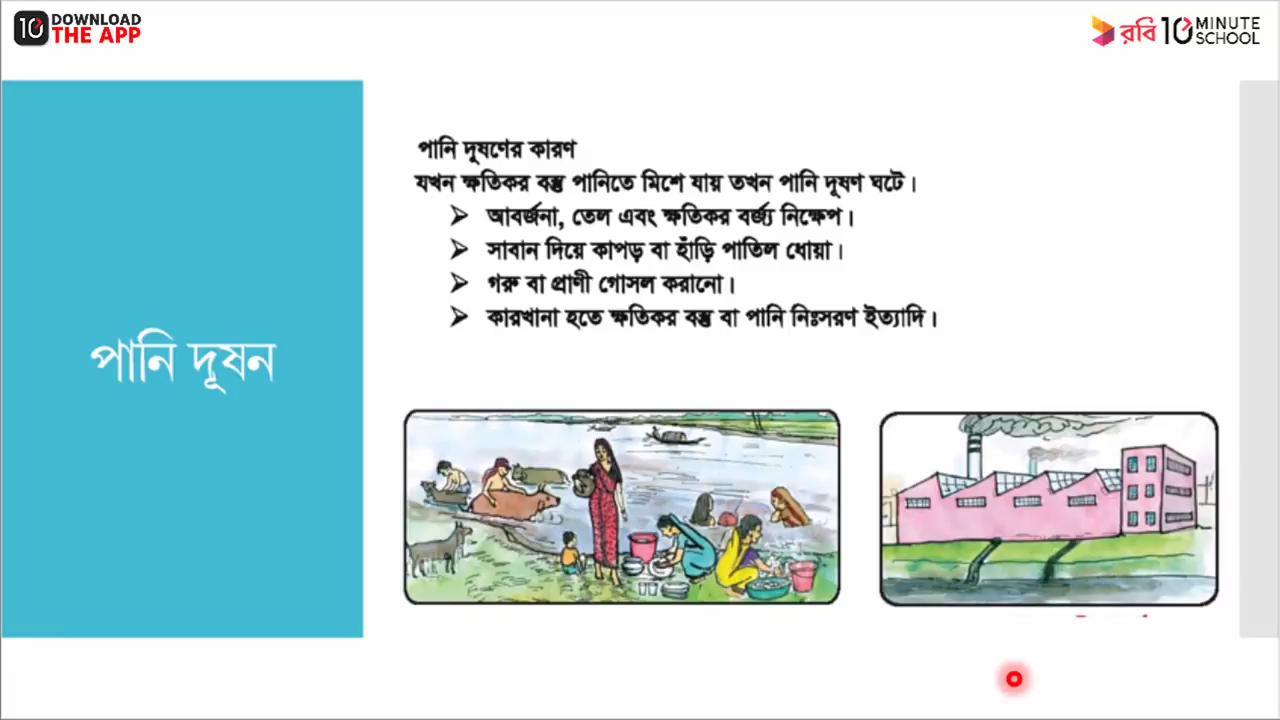 10 DOWNLOAD THE APP
রবি 10 MINUTE SCHOOL
পানি দূষণের কারণ
যখন ক্ষতিকর বস্তু পানিতে মিশে যায় তখন পানি দূষণ ঘটে।
➢ আবর্জনা, তেল এবং ক্ষতিকর বর্জ্য নিক্ষেপ।
➢ সাবান দিয়ে কাপড় বা হাঁড়ি পাতিল ধোয়া।
➢ গরু বা প্রাণী গোসল করানো।
➢ কারখানা হতে ক্ষতিকর বস্তু বা পানি নিঃসরণ ইত্যাদি।
পানি দূষন